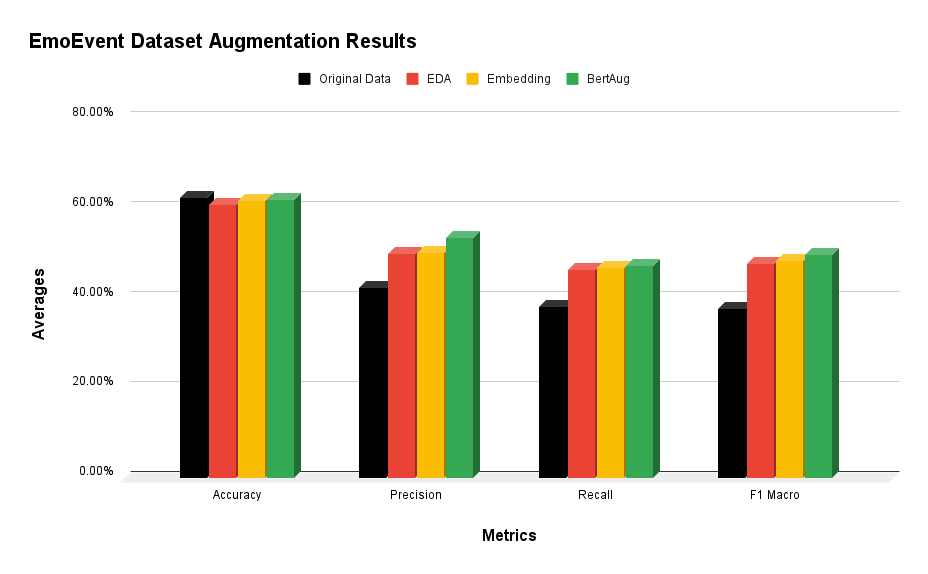 EmoEvent Dataset Augmentation Results
Original Data EDA Embedding BertAug
80.00%
60.00%
40.00%
20.00%
0.00%
Averages
Accuracy Precision Recall F1 Macro
Metrics